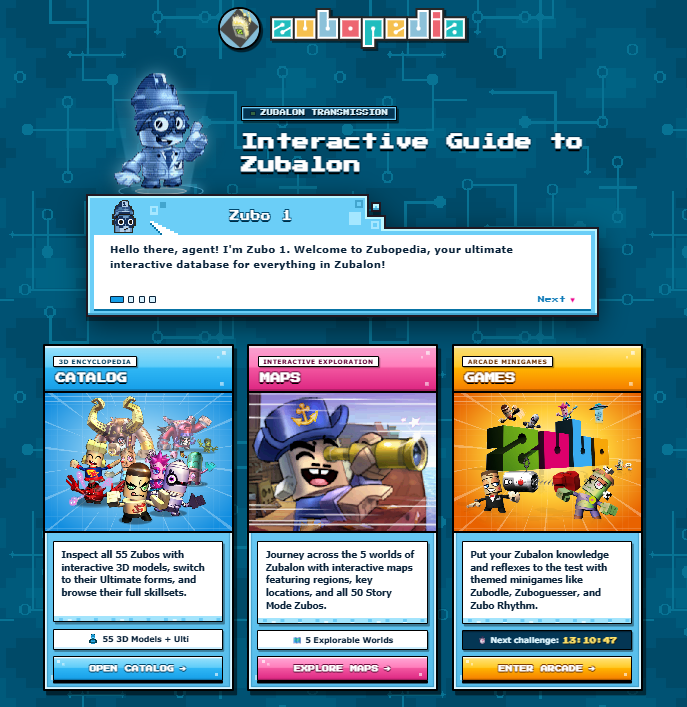 zubopedia
ZUBALON TRANSMISSION
Interactive Guide to
Zubalon
Zubo 1
Hello there, agent! I'm Zubo 1. Welcome to Zubopedia, your ultimate
interactive database for everything in Zubalon!
Next ▼
3D ENCYCLOPEDIA
CATALOG
Inspect all 55 Zubos with
interactive 3D models, switch
to their Ultimate forms, and
browse their full skillsets.
55 3D Models + Ulti
OPEN CATALOG →
INTERACTIVE EXPLORATION
MAPS
Journey across the 5 worlds of
Zubalon with interactive maps
featuring regions, key
locations, and all 50 Story
Mode Zubos.
5 Explorable Worlds
EXPLORE MAPS →
ARCADE MINIGAMES
GAMES
Put your Zubalon knowledge
and reflexes to the test with
themed minigames like
Zubodle, Zuboguesser, and
Zubo Rhythm.
Next challenge: 13:10:47
ENTER ARCADE →